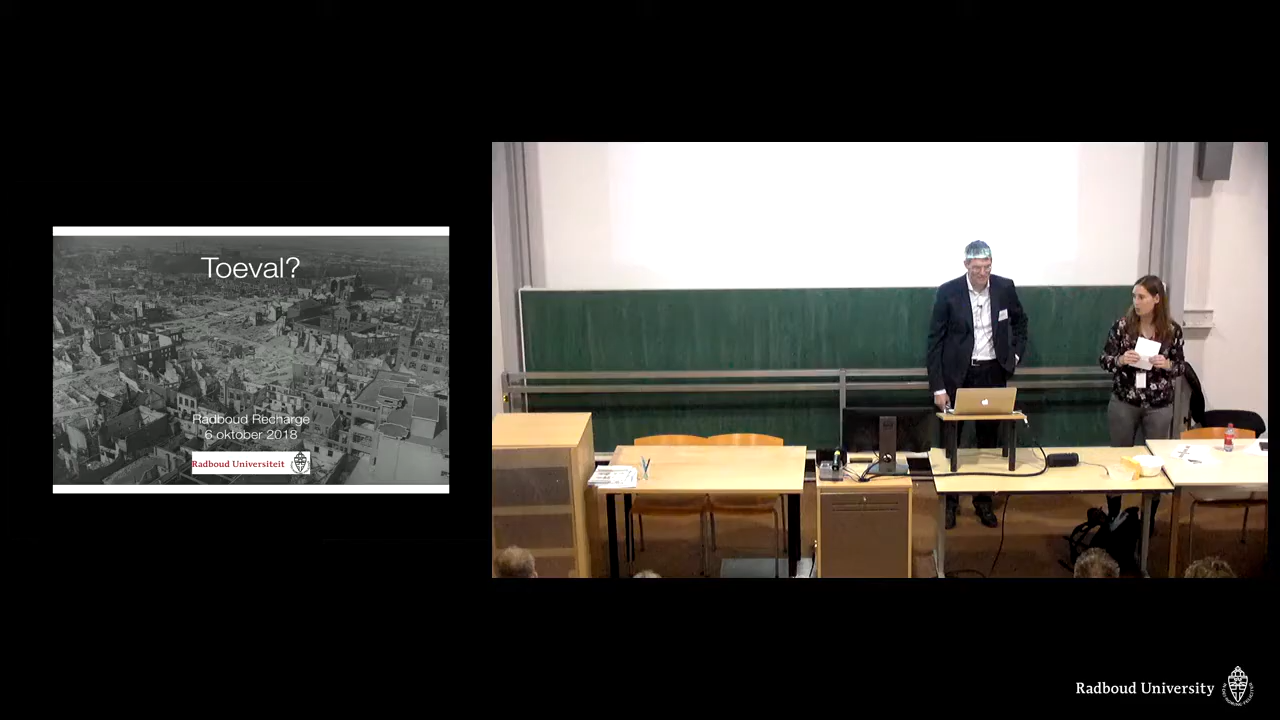 Toeval?
Radboud Recharge
6 oktober 2018
Radboud Universiteit
Radboud University